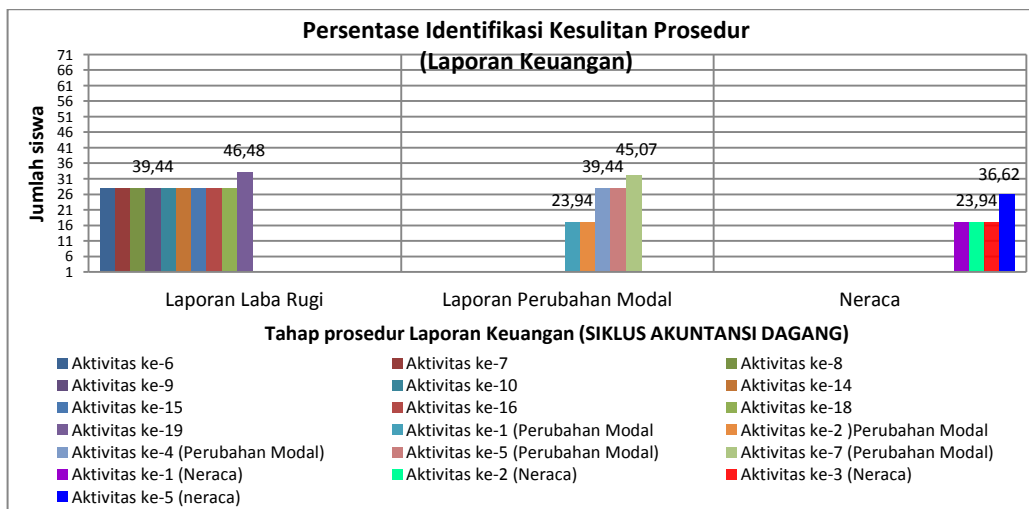 Persentase Identifikasi Kesulitan Prosedur
(Laporan Keuangan)
Jumlah siswa
71
66
61
56
51
46
41
36
31
26
21
16
11
6
1
39,44
46,48
23,94
39,44
45,07
23,94
36,62
Laporan Laba Rugi
Laporan Perubahan Modal
Neraca
Tahap prosedur Laporan Keuangan (SIKLUS AKUNTANSI DAGANG)
Aktivitas ke-6
Aktivitas ke-7
Aktivitas ke-8
Aktivitas ke-9
Aktivitas ke-10
Aktivitas ke-14
Aktivitas ke-15
Aktivitas ke-16
Aktivitas ke-18
Aktivitas ke-19
Aktivitas ke-1 (Perubahan Modal
Aktivitas ke-2 )Perubahan Modal
Aktivitas ke-4 (Perubahan Modal)
Aktivitas ke-5 (Perubahan Modal)
Aktivitas ke-7 (Perubahan Modal)
Aktivitas ke-1 (Neraca)
Aktivitas ke-2 (Neraca)
Aktivitas ke-3 (Neraca)
Aktivitas ke-5 (neraca)